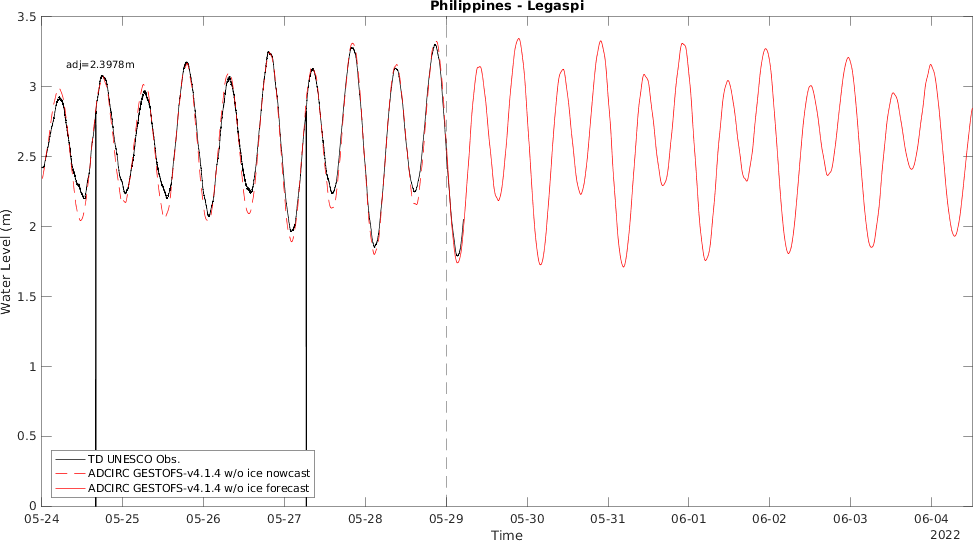 Philippines - Legaspi
3.5
adj=2.3978m
3
2.5
2
1.5
1
0.5
0
Water Level (m)
TD UNESCO Obs.
ADCIRC GESTOFS-v4.1.4 w/o ice nowcast
ADCIRC GESTOFS-v4.1.4 w/o ice forecast
05-24 05-25 05-26 05-27 05-28 05-29 05-30 05-31 06-01 06-02 06-03 06-04
Time
2022